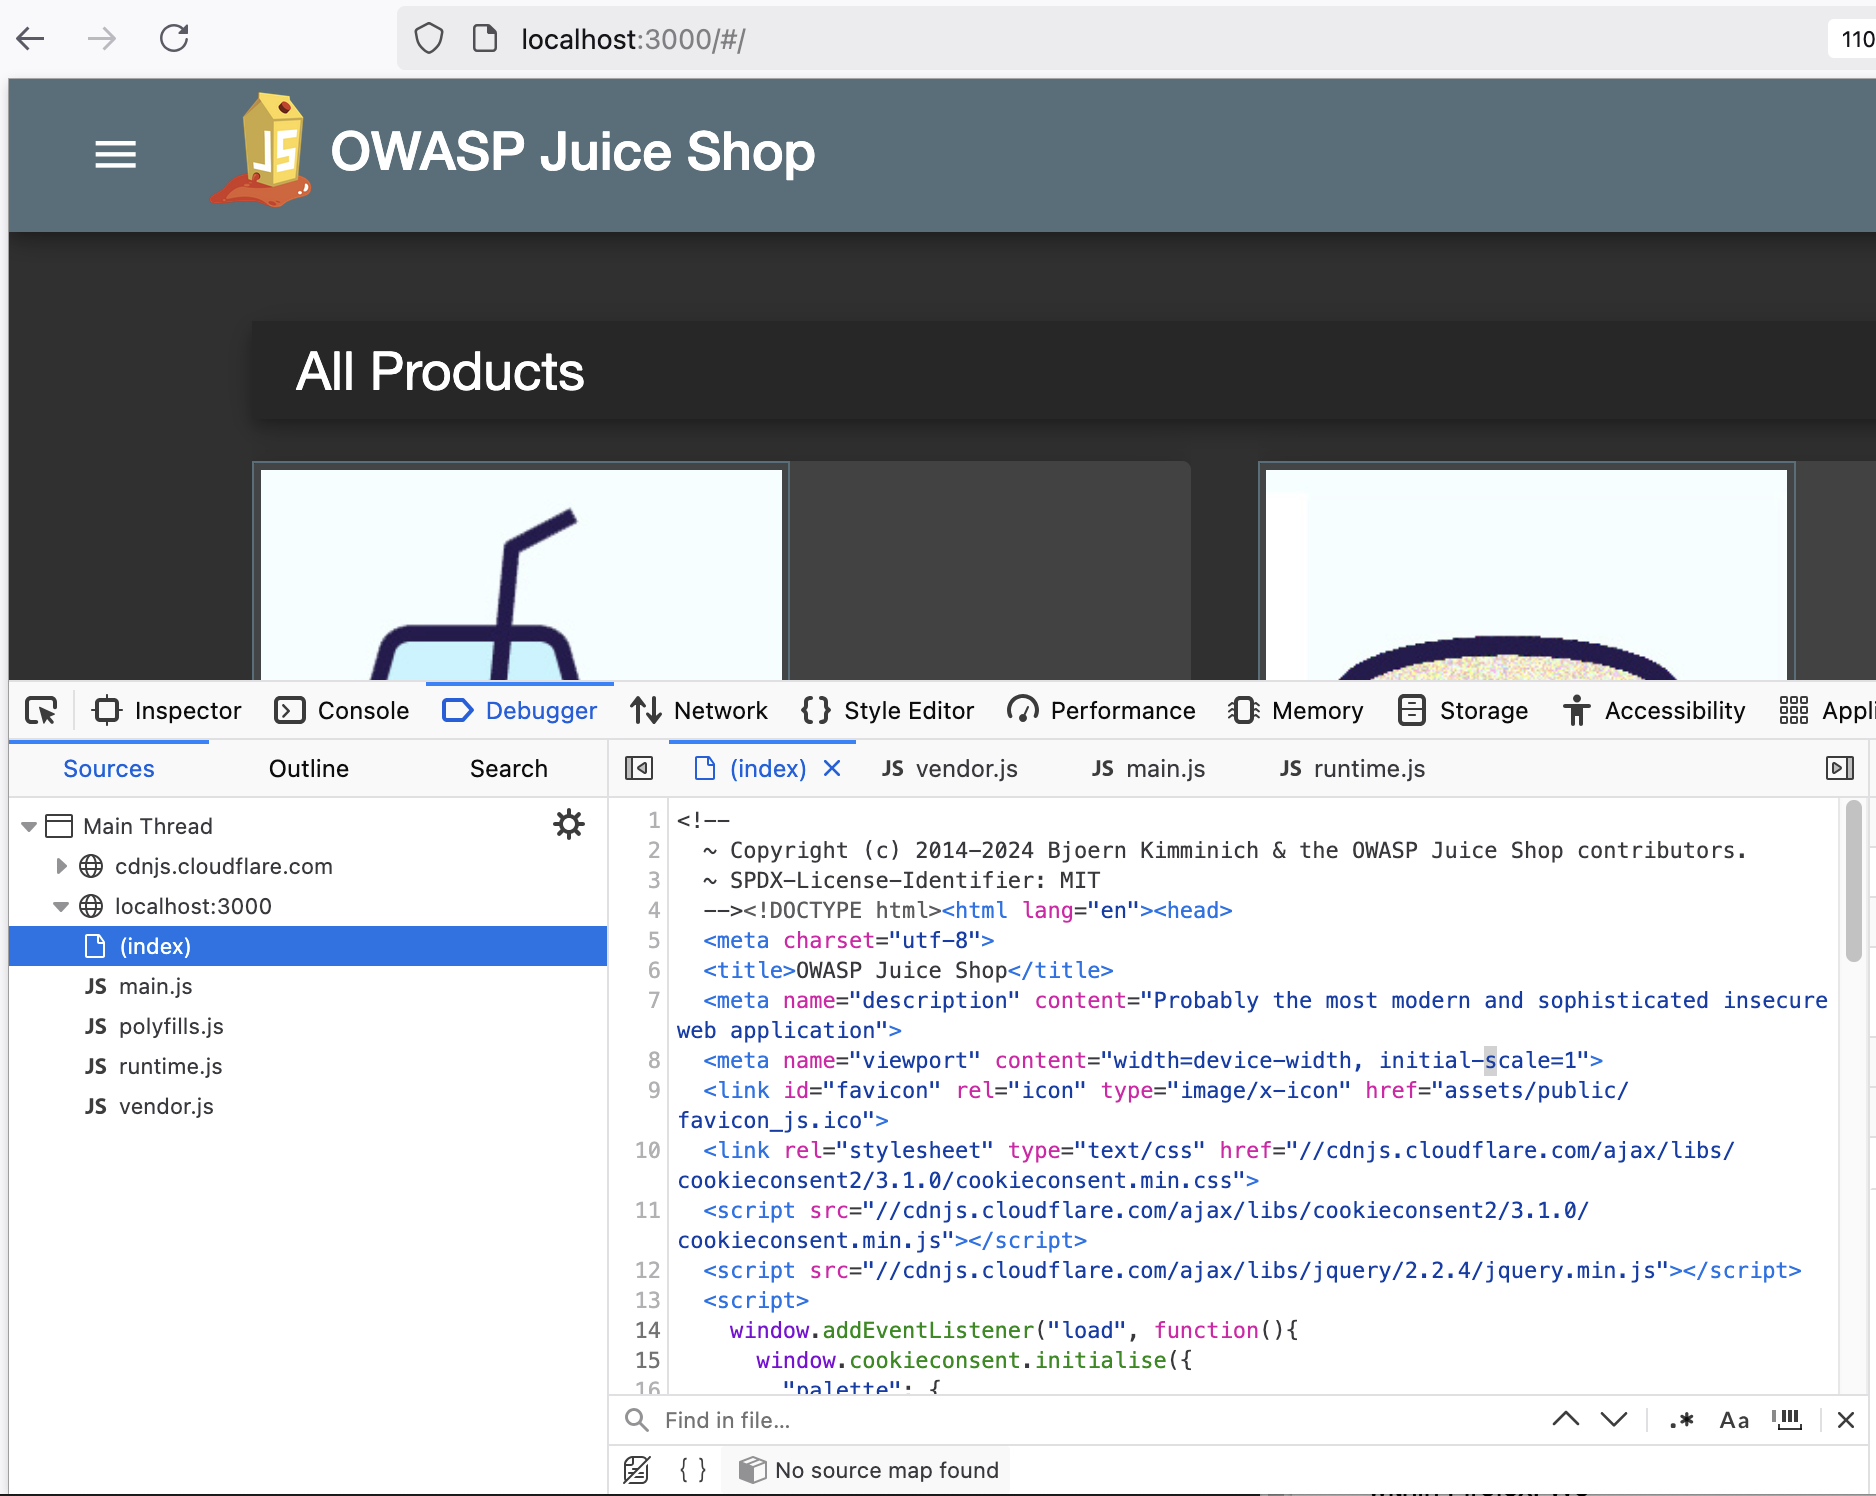 localhost:3000/#/
110
JS
OWASP Juice Shop
All Products
Inspector
Console
Debugger
Network
Style Editor
Performance
Memory
Storage
Accessibility
Appli
Sources
Outline
Search
(index)
JS vendor.js
JS main.js
JS runtime.js
Main Thread
cdnjs.cloudflare.com
localhost:3000
(index)
JS main.js
JS polyfills.js
JS runtime.js
JS vendor.js
1 <!--
2 ~ Copyright (c) 2014-2024 Bjoern Kimminich & the OWASP Juice Shop contributors.
3 ~ SPDX-License-Identifier: MIT
4 --><!DOCTYPE html><html lang="en"><head>
5 <meta charset="utf-8">
6 <title>OWASP Juice Shop</title>
7 <meta name="description" content="Probably the most modern and sophisticated insecure
web application">
8 <meta name="viewport" content="width=device-width, initial-scale=1">
9 <link id="favicon" rel="icon" type="image/x-icon" href="assets/public/
favicon_js.ico">
10 <link rel="stylesheet" type="text/css" href="//cdnjs.cloudflare.com/ajax/libs/
cookieconsent2/3.1.0/cookieconsent.min.css">
11 <script src="//cdnjs.cloudflare.com/ajax/libs/cookieconsent2/3.1.0/
cookieconsent.min.js"></script>
12 <script src="//cdnjs.cloudflare.com/ajax/libs/jquery/2.2.4/jquery.min.js"></script>
13 <script>
14 window.addEventListener("load", function(){
15 window.cookieconsent.initialise({
16 "palette": {
Find in file...
.* Aa
{ } No source map found